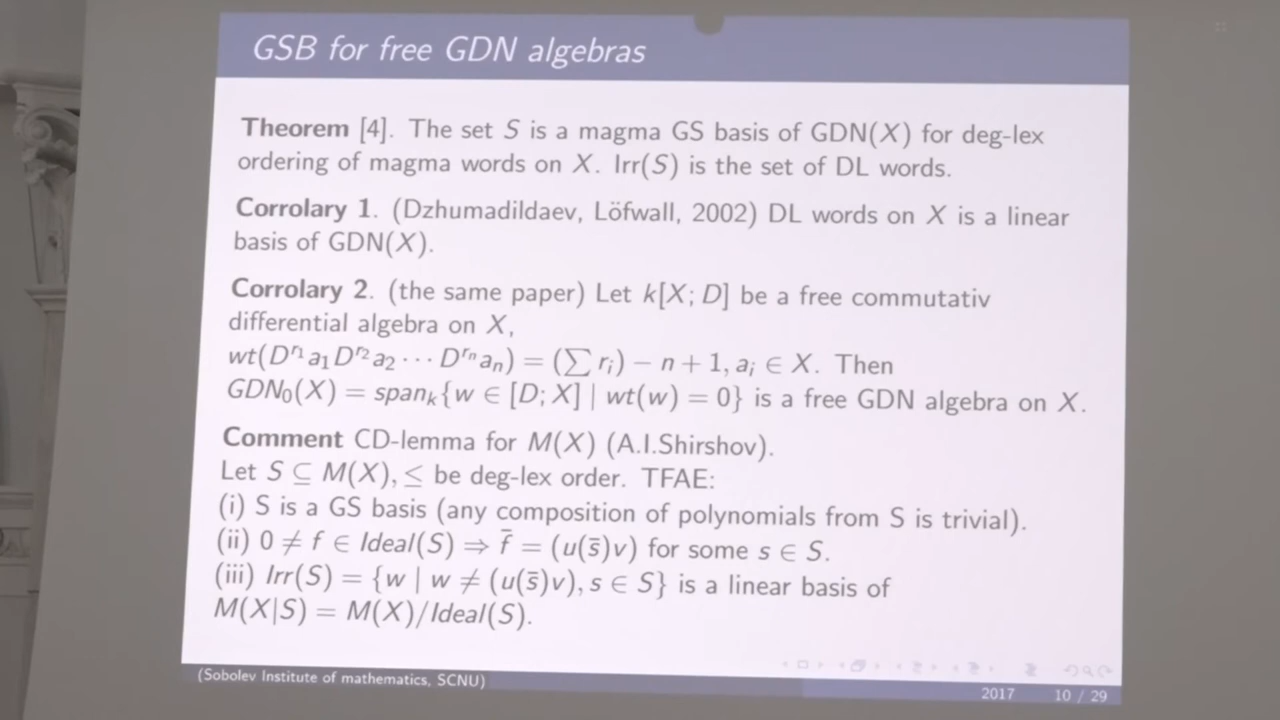 GSB for free GDN algebras
Theorem [4]. The set S is a magma GS basis of GDN(X) for deg-lex
ordering of magma words on X. Irr(S) is the set of DL words.
Corrolary 1. (Dzhumadildaev, Löfwall, 2002) DL words on X is a linear
basis of GDN(X).
Corrolary 2. (the same paper) Let k[X; D] be a free commutativ
differential algebra on X,
wt(D^{r_1}a_1D^{r_2}a_2 ⋯ D^{r_n}a_n) = (∑ r_i) − n + 1, a_i ∈ X. Then
GDN₀(X) = span_k{w ∈ [D; X] | wt(w) = 0} is a free GDN algebra on X.
Comment CD-lemma for M(X) (A.I.Shirshov).
Let S ⊆ M(X), ≤ be deg-lex order. TFAE:
(i) S is a GS basis (any composition of polynomials from S is trivial).
(ii) 0 ≠ f ∈ Ideal(S) ⇒ f̄ = (u(s̄)v) for some s ∈ S.
(iii) Irr(S) = {w | w ≠ (u(s̄)v), s ∈ S} is a linear basis of
M(X|S) = M(X)/Ideal(S).
(Sobolev Institute of mathematics, SCNU)
2017 10 / 29